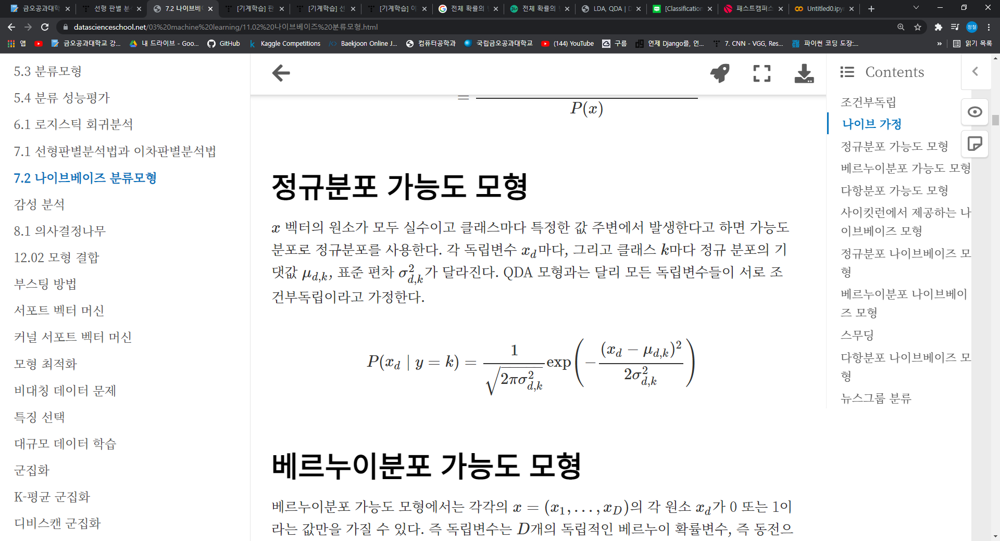 금오공과대학
선형 판별 분
7.2 나이브베이
[기계학습] 판
[기계학습] 선
[기계학습] 이
전체 확률의
전체 확률의
LDA, QDA | D
[Classification
패스트캠퍼스
Untitled0.ipyn
datascienceschool.net/03%20machine%20learning/11.02%20나이브베이즈%20분류모형.html
정철
앱
금오공과대학교 강...
내 드라이브 - Goo...
GitHub
Kaggle Competitions
Baekjoon Online J...
컴퓨터공학과
국립금오공과대학교
(144) YouTube
구름
언제 Django를, 언...
7. CNN - VGG, Res...
파이썬 코딩 도장:...
»
읽기 목록
5.3 분류모형
5.4 분류 성능평가
6.1 로지스틱 회귀분석
7.1 선형판별분석법과 이차판별분석법
7.2 나이브베이즈 분류모형
감성 분석
8.1 의사결정나무
12.02 모형 결합
부스팅 방법
서포트 벡터 머신
커널 서포트 벡터 머신
모형 최적화
비대칭 데이터 문제
특징 선택
대규모 데이터 학습
군집화
K-평균 군집화
디비스캔 군집화
= P(x)
정규분포 가능도 모형
x 벡터의 원소가 모두 실수이고 클래스마다 특정한 값 주변에서 발생한다고 하면 가능도
분포로 정규분포를 사용한다. 각 독립변수 x_d마다, 그리고 클래스 k마다 정규 분포의 기
댓값 μ_{d,k}, 표준 편차 σ²_{d,k}가 달라진다. QDA 모형과는 달리 모든 독립변수들이 서로 조
건부독립이라고 가정한다.
P(x_d | y = k) = 1 / √(2πσ²_{d,k}) exp(−(x_d − μ_{d,k})² / 2σ²_{d,k})
베르누이분포 가능도 모형
베르누이분포 가능도 모형에서는 각각의 x = (x₁, . . . , x_D)의 각 원소 x_d가 0 또는 1이
라는 값만을 가질 수 있다. 즉 독립변수는 D개의 독립적인 베르누이 확률변수, 즉 동전으
Contents
조건부독립
나이브 가정
정규분포 가능도 모형
베르누이분포 가능도 모형
다항분포 가능도 모형
사이킷런에서 제공하는 나
이브베이즈 모형
정규분포 나이브베이즈 모
형
베르누이분포 나이브베이
즈 모형
스무딩
다항분포 나이브베이즈 모
형
뉴스그룹 분류